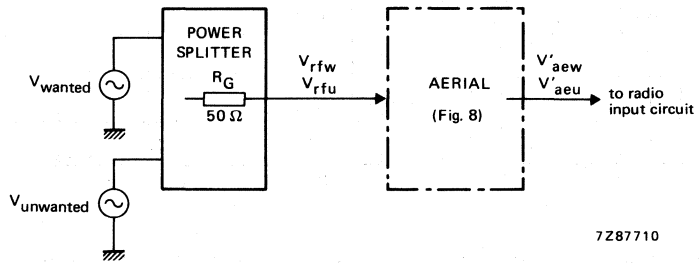 POWER
SPLITTER
R_G
50 Ω
V_wanted
V_unwanted
V_rfw
V_rfu
AERIAL
(Fig. 8)
V'_aew
V'_aeu
to radio
input circuit
7Z87710